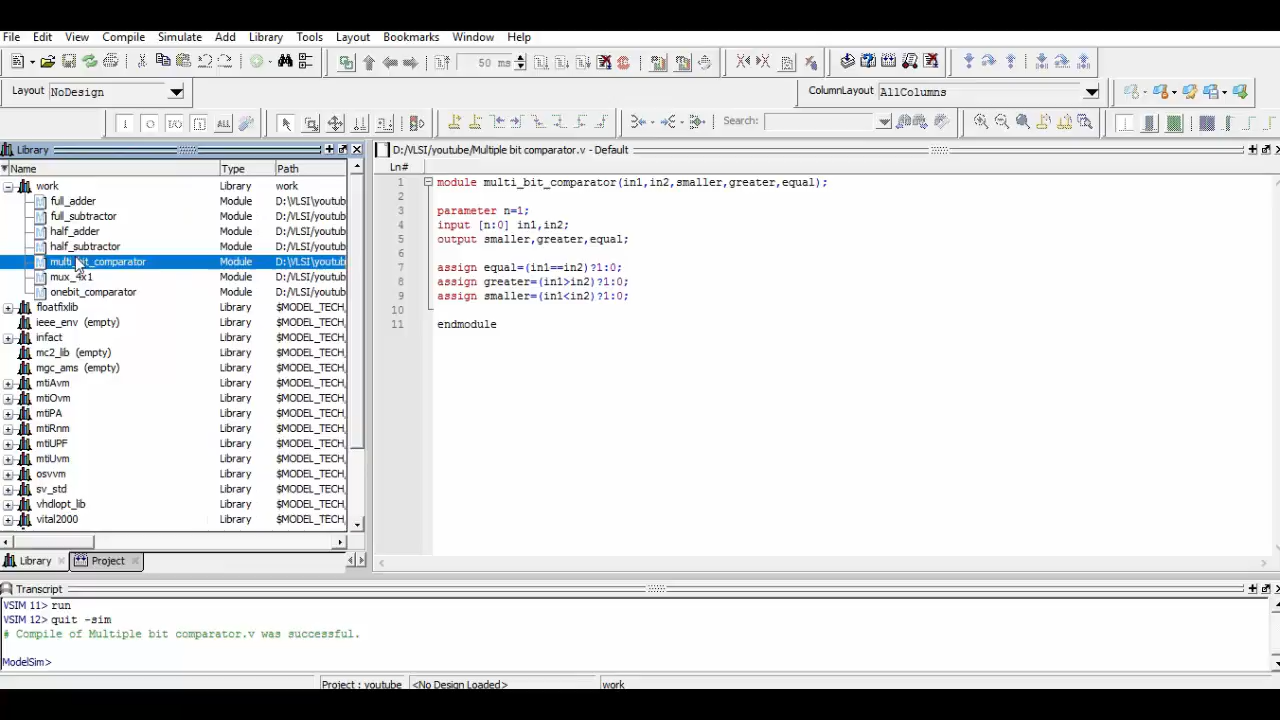 File Edit View Compile Simulate Add Library Tools Layout Bookmarks Window Help
50 ms
Layout NoDesign
ColumnLayout AllColumns
Search:
Library
Name Type Path
work Library work
full_adder Module D:\VLSI\youtub
full_subtractor Module D:/VLSI/youtub
half_adder Module D:\VLSI\youtub
half_subtractor Module D:/VLSI/youtub
multi_bit_comparator Module D:\VLSI\youtub
mux_4x1 Module D:/VLSI/youtub
onebit_comparator Module D:/VLSI/youtub
floatfixlib Library $MODEL_TECH,
ieee_env (empty) Library $MODEL_TECH,
infact Library $MODEL_TECH,
mc2_lib (empty) Library $MODEL_TECH,
mgc_ams (empty) Library $MODEL_TECH,
mtiAvm Library $MODEL_TECH,
mtiOvm Library $MODEL_TECH,
mtiPA Library $MODEL_TECH,
mtiRnm Library $MODEL_TECH,
mtiUPF Library $MODEL_TECH,
mtiUvm Library $MODEL_TECH,
osvvm Library $MODEL_TECH,
sv_std Library $MODEL_TECH,
vhdlopt_lib Library $MODEL_TECH,
vital2000 Library $MODEL_TECH,
Library Project
D:/VLSI/youtube/Multiple bit comparator.v - Default
Ln#
1 module multi_bit_comparator(in1,in2,smaller,greater,equal);
2
3 parameter n=1;
4 input [n:0] in1,in2;
5 output smaller,greater,equal;
6
7 assign equal=(in1==in2)?1:0;
8 assign greater=(in1>in2)?1:0;
9 assign smaller=(in1<in2)?1:0;
10
11 endmodule
Transcript
VSIM 11> run
VSIM 12> quit -sim
# Compile of Multiple bit comparator.v was successful.
ModelSim>
Project : youtube <No Design Loaded> work